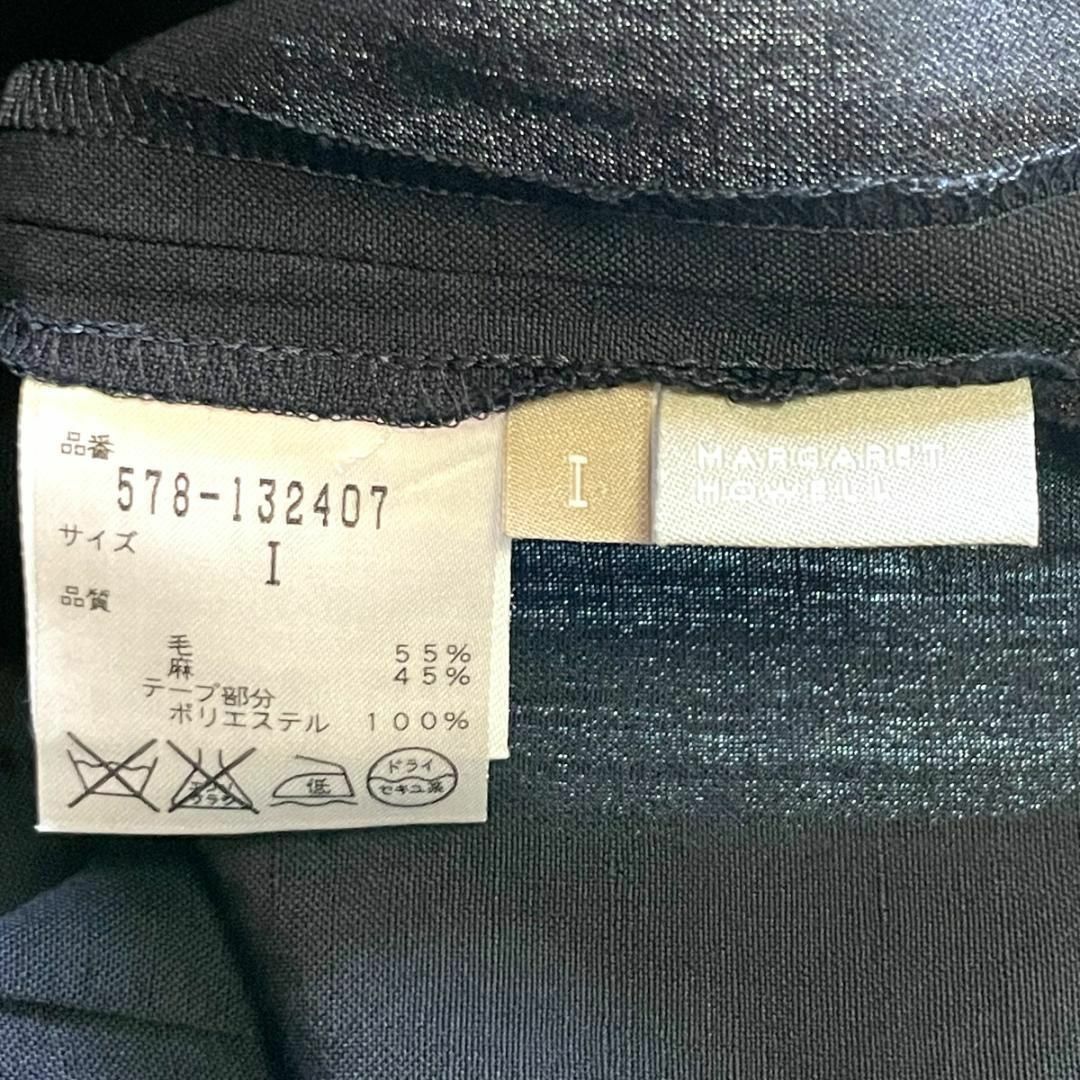 品番
578-132407
サイズ
I
品質
毛 55%
麻 45%
テープ部分
ポリエステル 100%
低
ドライ
セキユ系
I
MARGARET
HOWELL